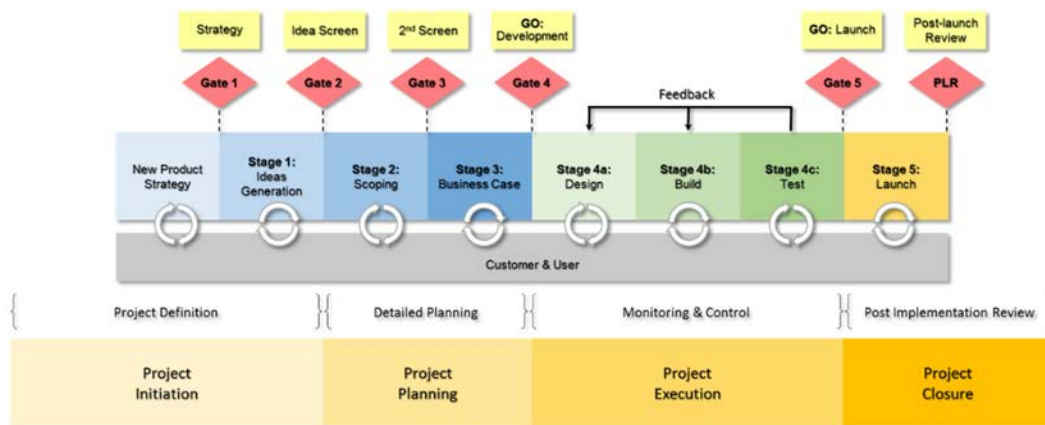 Strategy
Idea Screen
2nd Screen
GO:
Development
GO: Launch
Post-launch
Review
Gate 1
Gate 2
Gate 3
Gate 4
Gate 5
PLR
Feedback
New Product
Strategy
Stage 1:
Ideas
Generation
Stage 2:
Scoping
Stage 3:
Business Case
Stage 4a:
Design
Stage 4b:
Build
Stage 4c:
Test
Stage 5:
Launch
Customer & User
Project Definition
Detailed Planning
Monitoring & Control
Post Implementation Review
Project
Initiation
Project
Planning
Project
Execution
Project
Closure